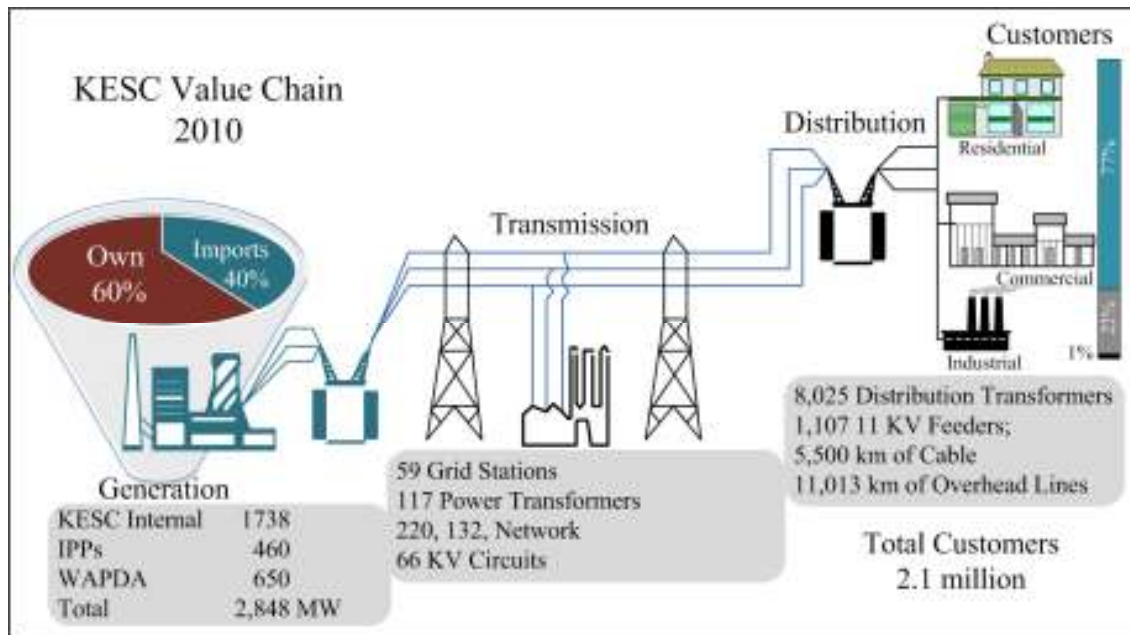 KESC Value Chain
2010
Own
60%
Imports
40%
Generation
KESC Internal 1738
IPPs 460
WAPDA 650
Total 2,848 MW
Transmission
59 Grid Stations
117 Power Transformers
220, 132, Network
66 KV Circuits
Distribution
Customers
Residential
Commercial
Industrial
77%
21%
1%
8,025 Distribution Transformers
1,107 11 KV Feeders;
5,500 km of Cable
11,013 km of Overhead Lines
Total Customers
2.1 million